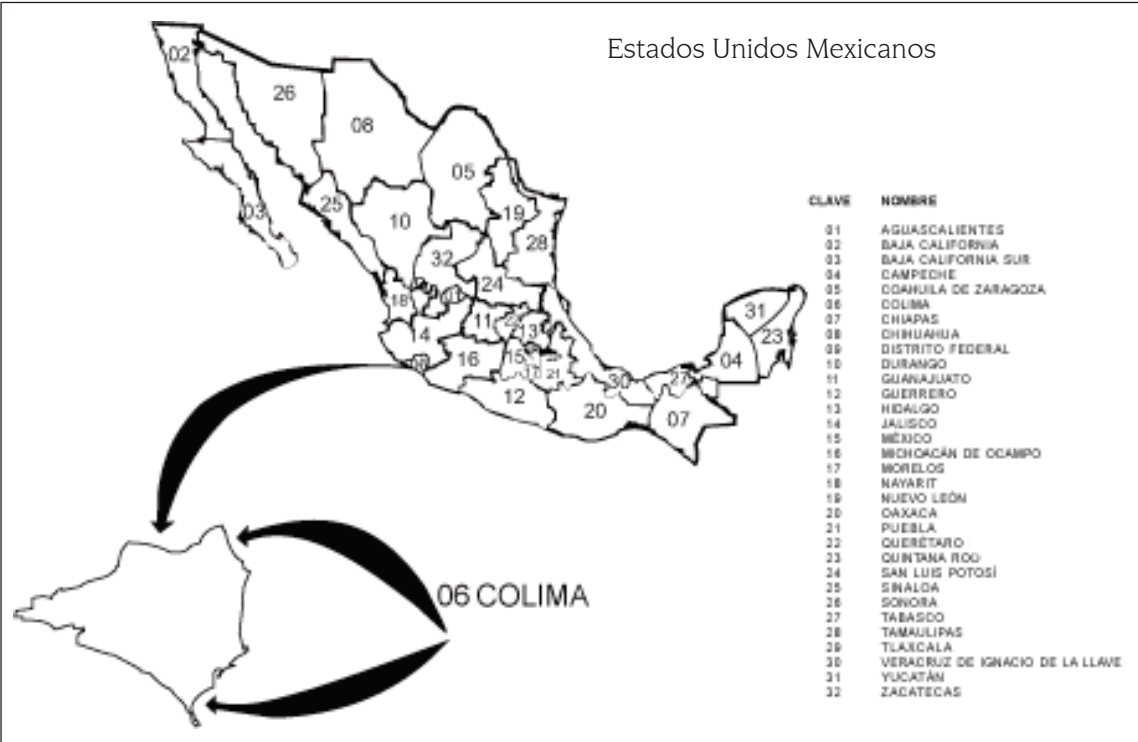 Estados Unidos Mexicanos
02
26
08
05
03
25
10
19
28
32
24
18
01
14
11
22
13
31
23
04
06
16
15
17
21
12
20
30
27
07
06 COLIMA
CLAVE NOMBRE
01 AGUASCALIENTES
02 BAJA CALIFORNIA
03 BAJA CALIFORNIA SUR
04 CAMPECHE
05 COAHUILA DE ZARAGOZA
06 COLIMA
07 CHIAPAS
08 CHIHUAHUA
09 DISTRITO FEDERAL
10 DURANGO
11 GUANAJUATO
12 GUERRERO
13 HIDALGO
14 JALISCO
15 MÉXICO
16 MICHOACÁN DE OCAMPO
17 MORELOS
18 NAYARIT
19 NUEVO LEÓN
20 OAXACA
21 PUEBLA
22 QUERÉTARO
23 QUINTANA ROO
24 SAN LUIS POTOSÍ
25 SINALOA
26 SONORA
27 TABASCO
28 TAMAULIPAS
29 TLAXCALA
30 VERACRUZ DE IGNACIO DE LA LLAVE
31 YUCATÁN
32 ZACATECAS